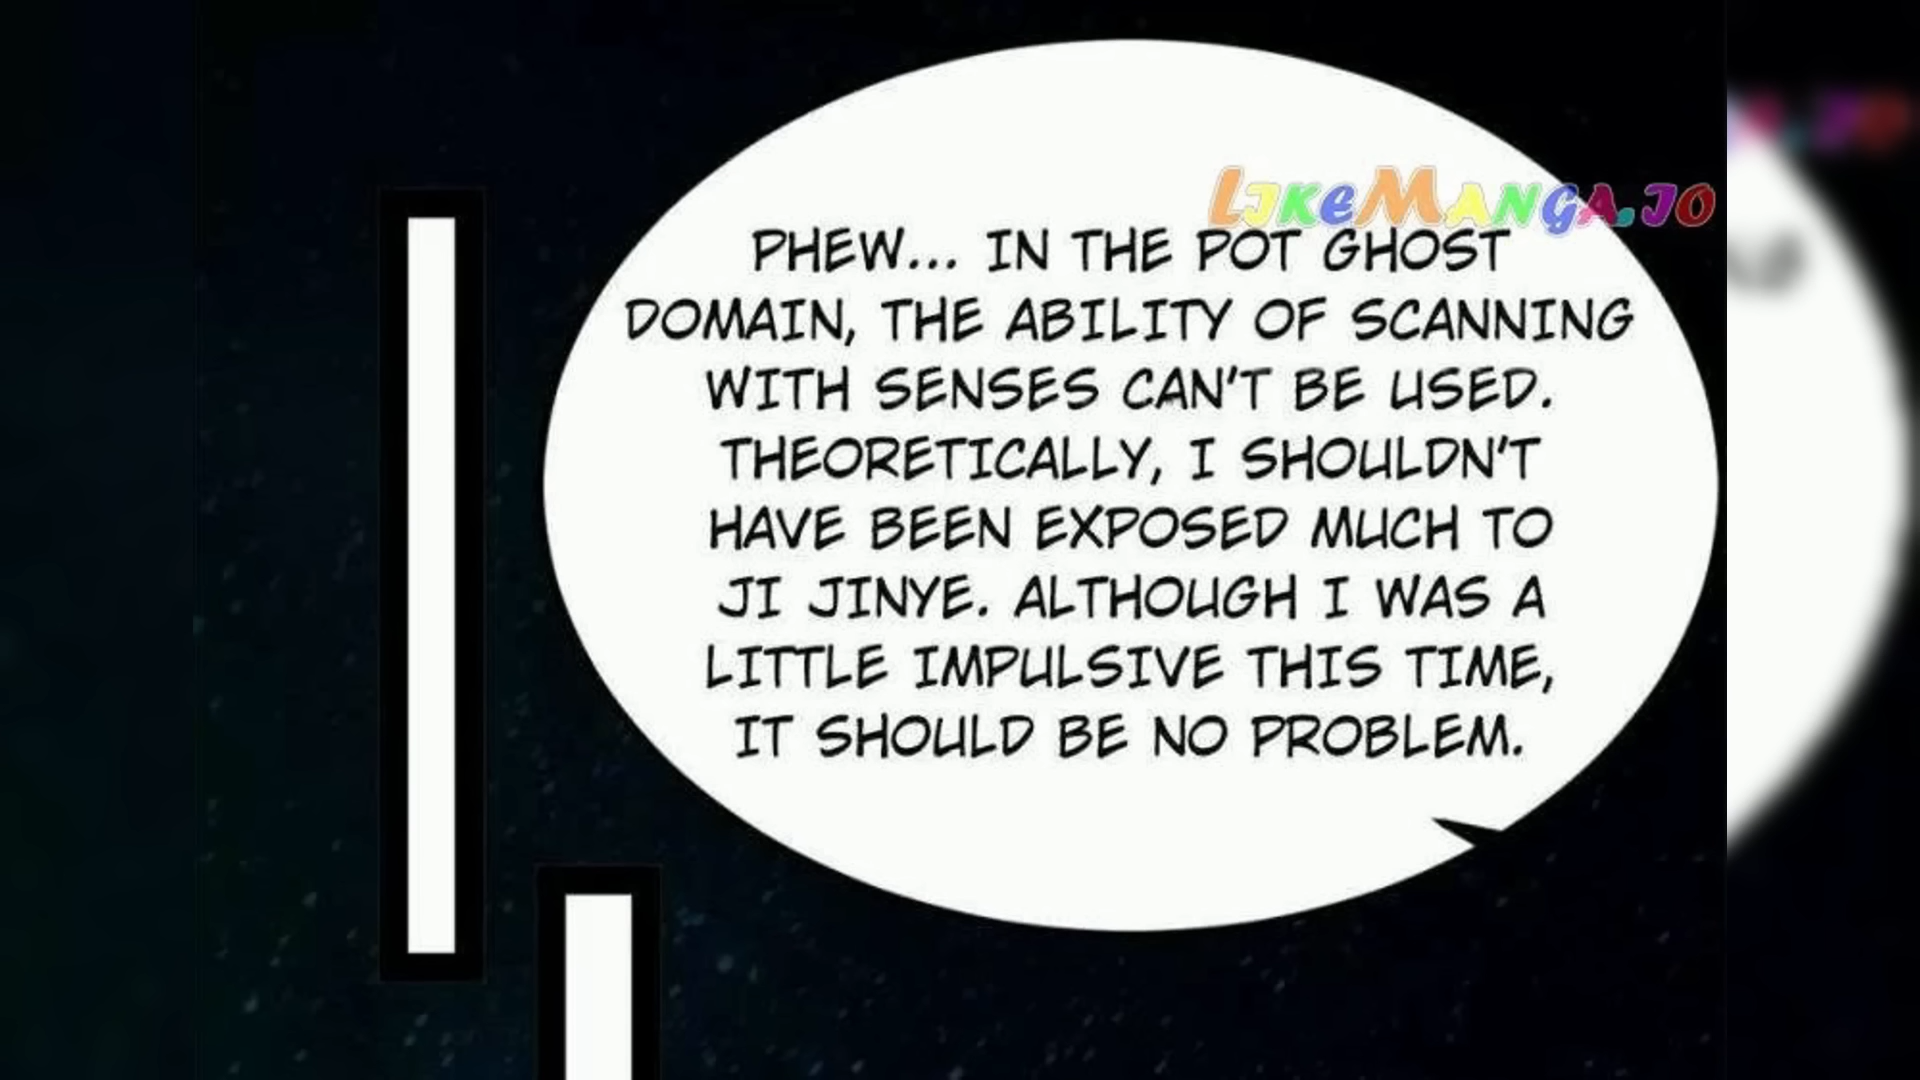 LIKEMANGA.IO
PHEW... IN THE POT GHOST
DOMAIN, THE ABILITY OF SCANNING
WITH SENSES CAN'T BE USED.
THEORETICALLY, I SHOULDN'T
HAVE BEEN EXPOSED MUCH TO
JI JINYE. ALTHOUGH I WAS A
LITTLE IMPULSIVE THIS TIME,
IT SHOULD BE NO PROBLEM.